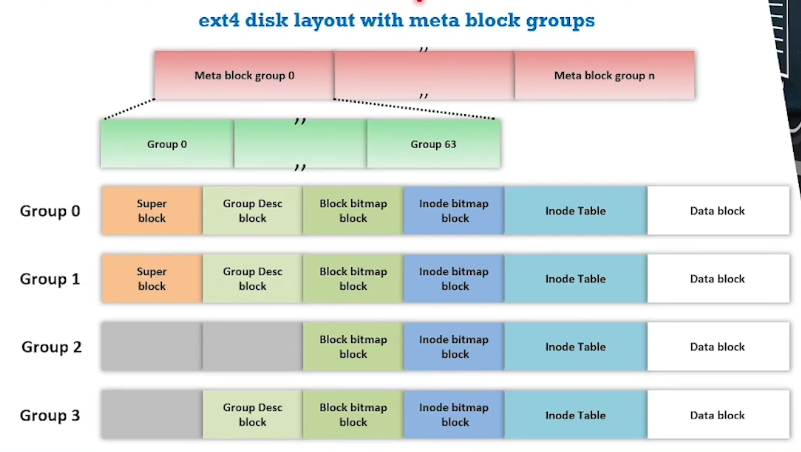 ext4 disk layout with meta block groups
,,
Meta block group 0
Meta block group n
,,
,,
Group 0
Group 63
,,
Group 0
Super
block
Group Desc
block
Block bitmap
block
Inode bitmap
block
Inode Table
Data block
Group 1
Super
block
Group Desc
block
Block bitmap
block
Inode bitmap
block
Inode Table
Data block
Group 2
Block bitmap
block
Inode bitmap
block
Inode Table
Data block
Group 3
Group Desc
block
Block bitmap
block
Inode bitmap
block
Inode Table
Data block